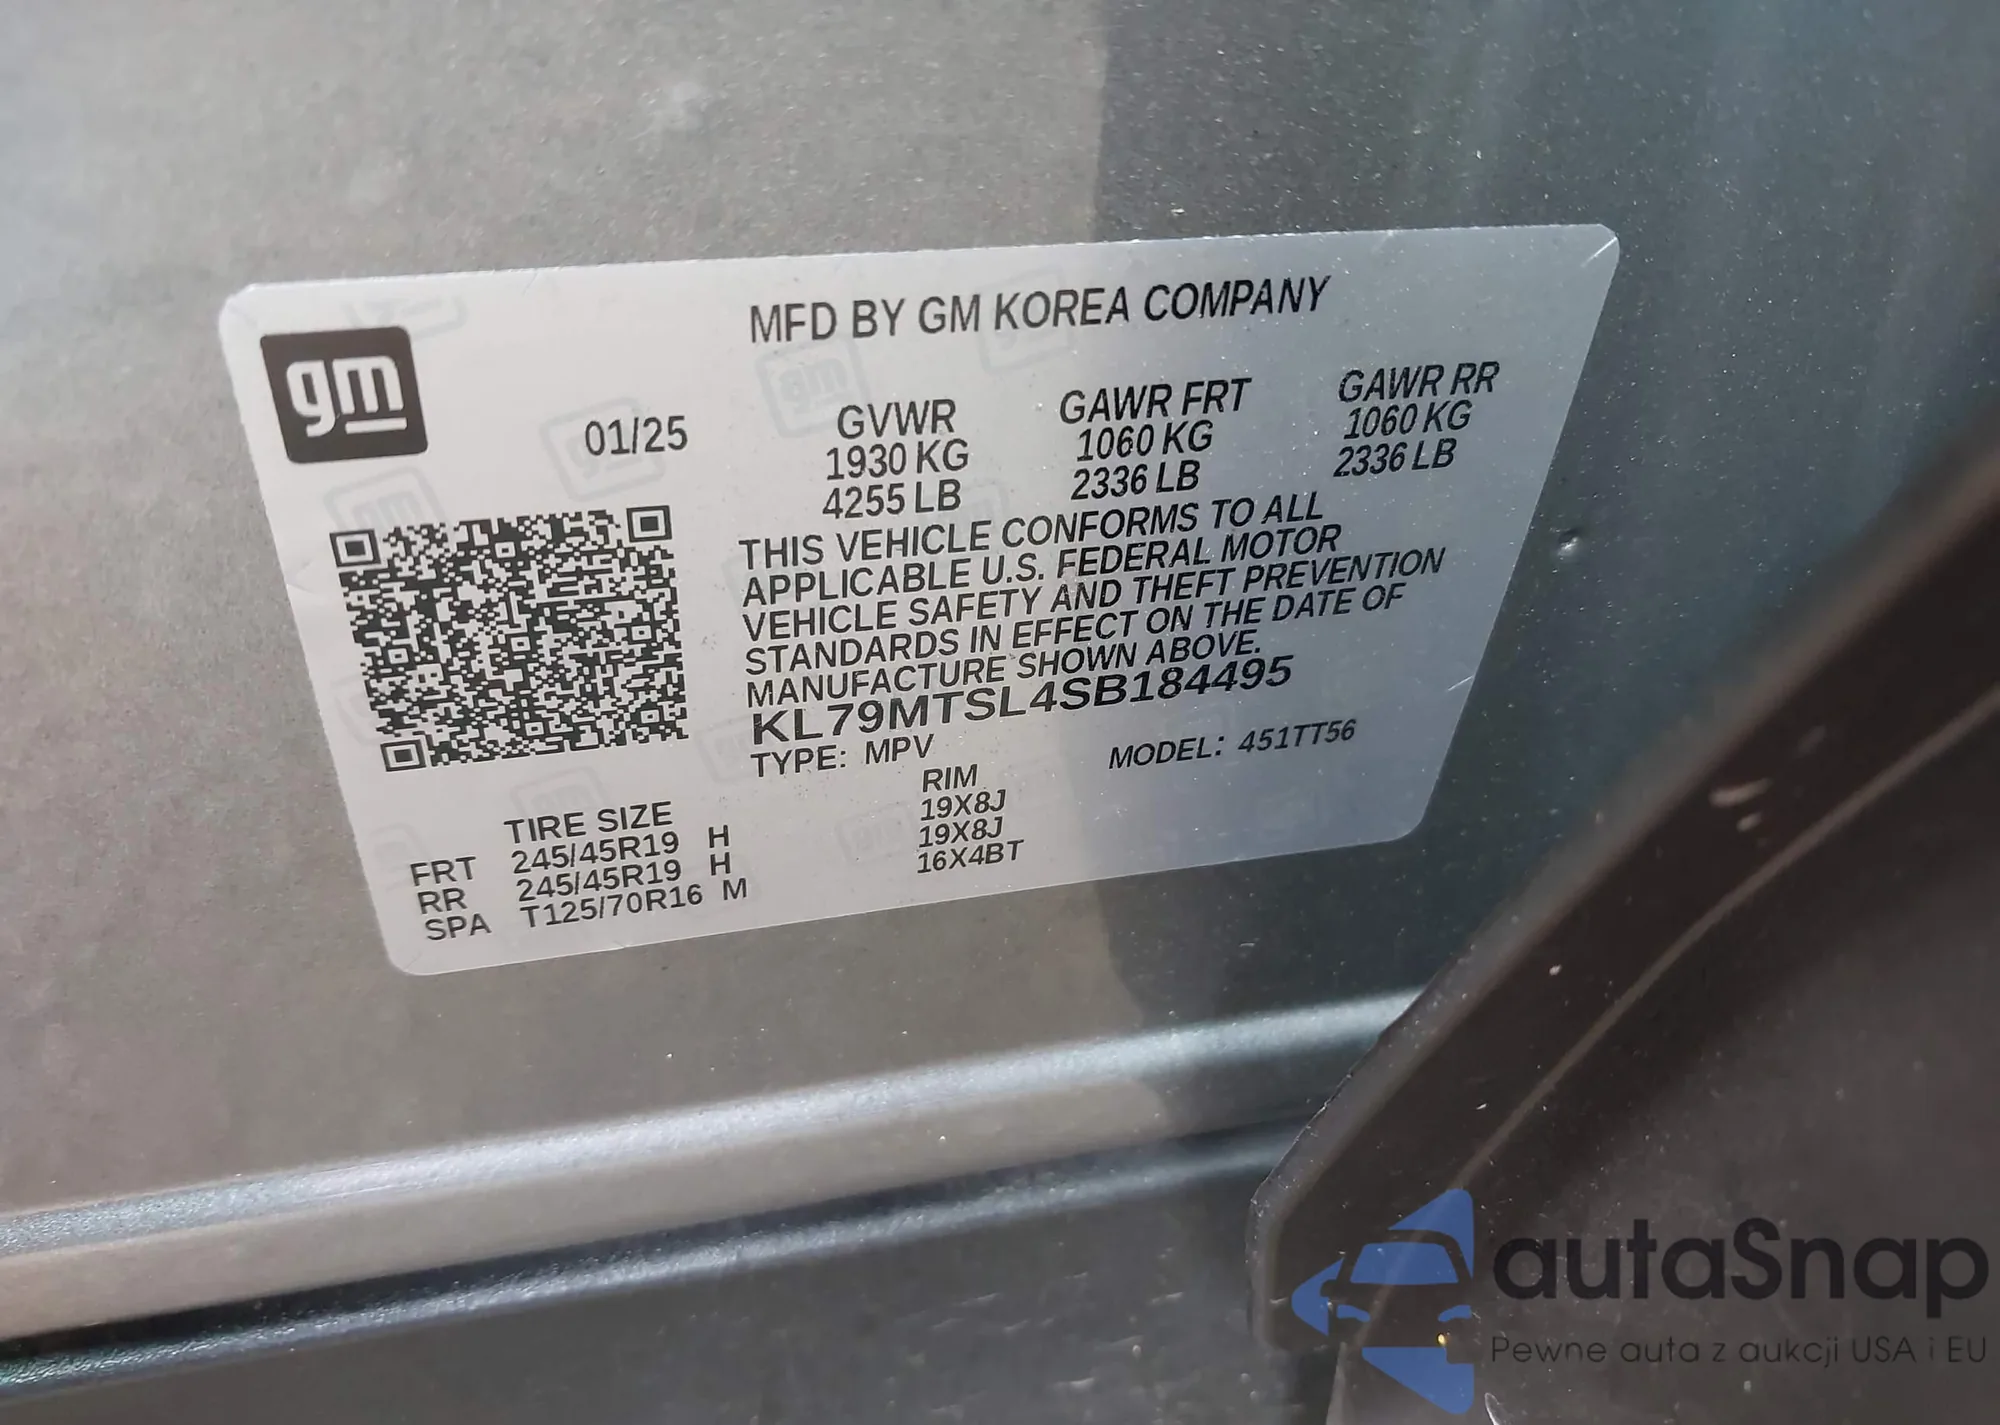 MFD BY GM KOREA COMPANY
gm
01/25
GVWR GAWR FRT GAWR RR
1930 KG 1060 KG 1060 KG
4255 LB 2336 LB 2336 LB
THIS VEHICLE CONFORMS TO ALL
APPLICABLE U.S. FEDERAL MOTOR
VEHICLE SAFETY AND THEFT PREVENTION
STANDARDS IN EFFECT ON THE DATE OF
MANUFACTURE SHOWN ABOVE.
KL79MTSL4SB184495
TYPE: MPV MODEL: 451TT56
TIRE SIZE RIM
FRT 245/45R19 H 19X8J
RR 245/45R19 H 19X8J
SPA T125/70R16 M 16X4BT
autaSnap
Pewne auta z aukcji USA i EU